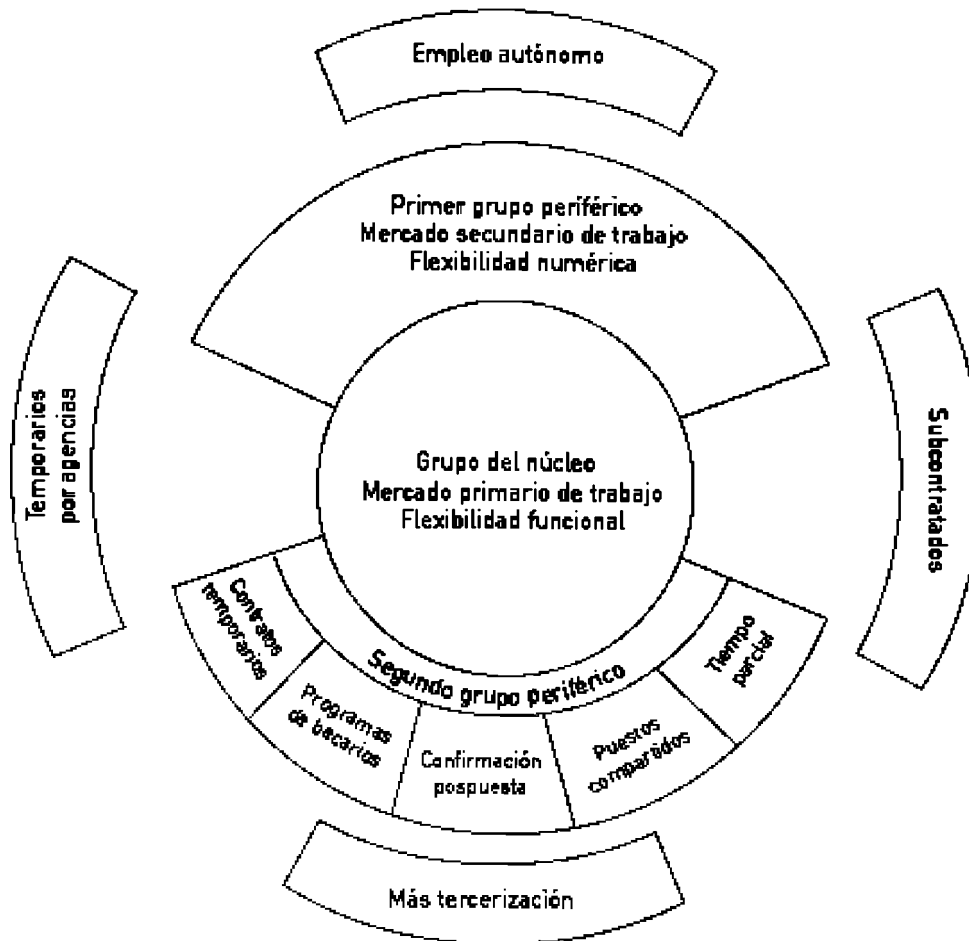 Empleo autónomo
Primer grupo periférico
Mercado secundario de trabajo
Flexibilidad numérica
Temporarios
por agencias
Grupo del núcleo
Mercado primario de trabajo
Flexibilidad funcional
Subcontratados
Segundo grupo periférico
Contratos
temporarios
Programas
de becarios
Confirmación
pospuesta
Puestos
comparados
Tiempo
parcial
Más tercerización